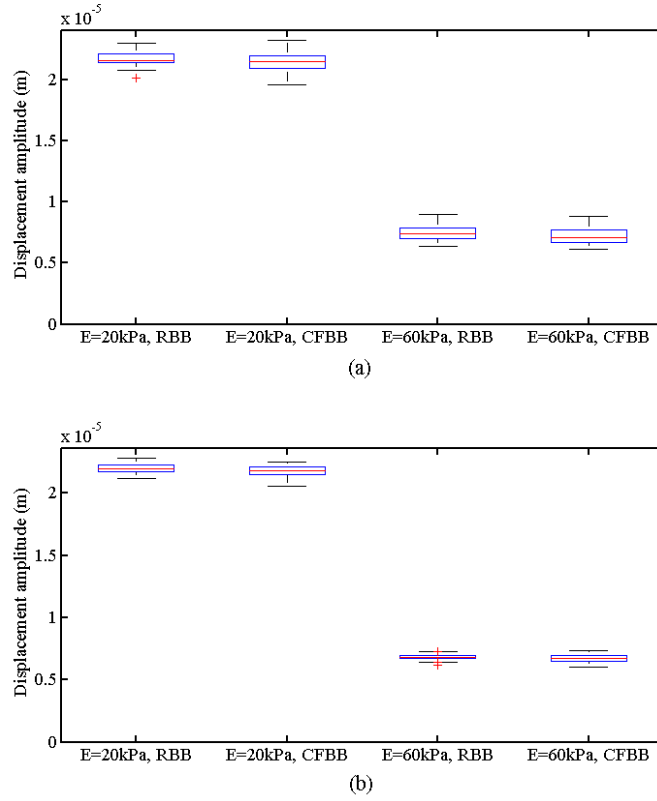 x 10⁻⁵
Displacement amplitude (m)
2
1.5
1
0.5
0
E=20kPa, RBB E=20kPa, CFBB E=60kPa, RBB E=60kPa, CFBB
(a)
x 10⁻⁵
Displacement amplitude (m)
2
1.5
1
0.5
0
E=20kPa, RBB E=20kPa, CFBB E=60kPa, RBB E=60kPa, CFBB
(b)